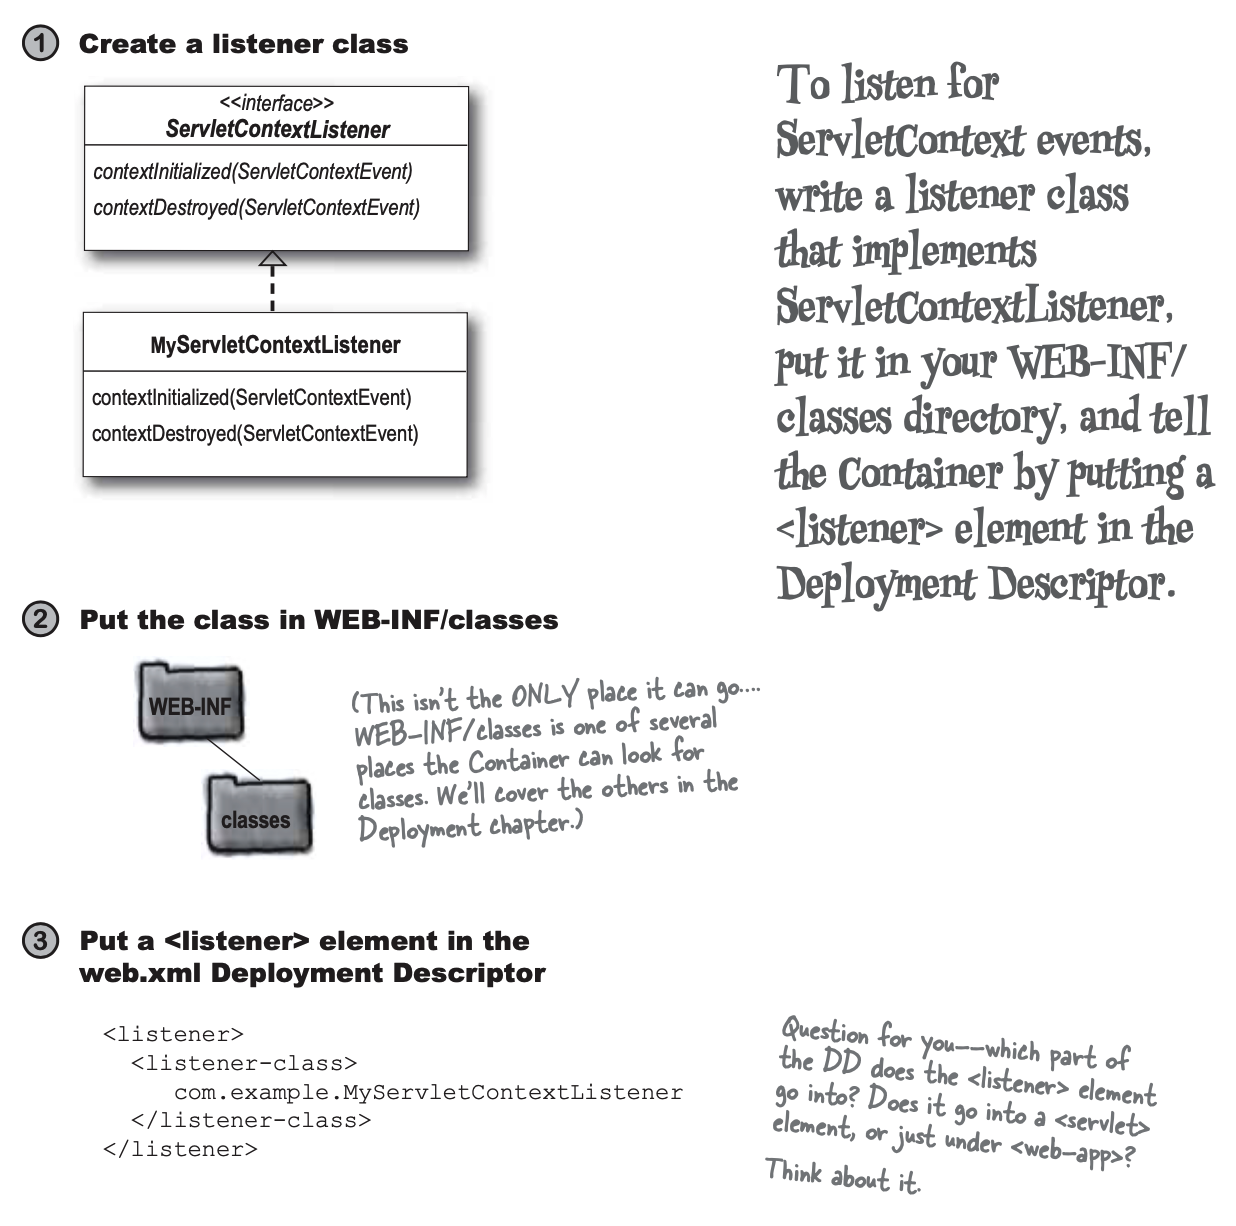 1 Create a listener class
<<interface>>
ServletContextListener
contextInitialized(ServletContextEvent)
contextDestroyed(ServletContextEvent)
MyServletContextListener
contextInitialized(ServletContextEvent)
contextDestroyed(ServletContextEvent)
To listen for
ServletContext events,
write a listener class
that implements
ServletContextListener,
put it in your WEB-INF/
classes directory, and tell
the Container by putting a
<listener> element in the
Deployment Descriptor.
2 Put the class in WEB-INF/classes
WEB-INF
classes
(This isn't the ONLY place it can go....
WEB-INF/classes is one of several
places the Container can look for
classes. We'll cover the others in the
Deployment chapter.)
3 Put a <listener> element in the
web.xml Deployment Descriptor
<listener>
<listener-class>
com.example.MyServletContextListener
</listener-class>
</listener>
Question for you--which part of
the DD does the <listener> element
go into? Does it go into a <servlet>
element, or just under <web-app>?
Think about it.